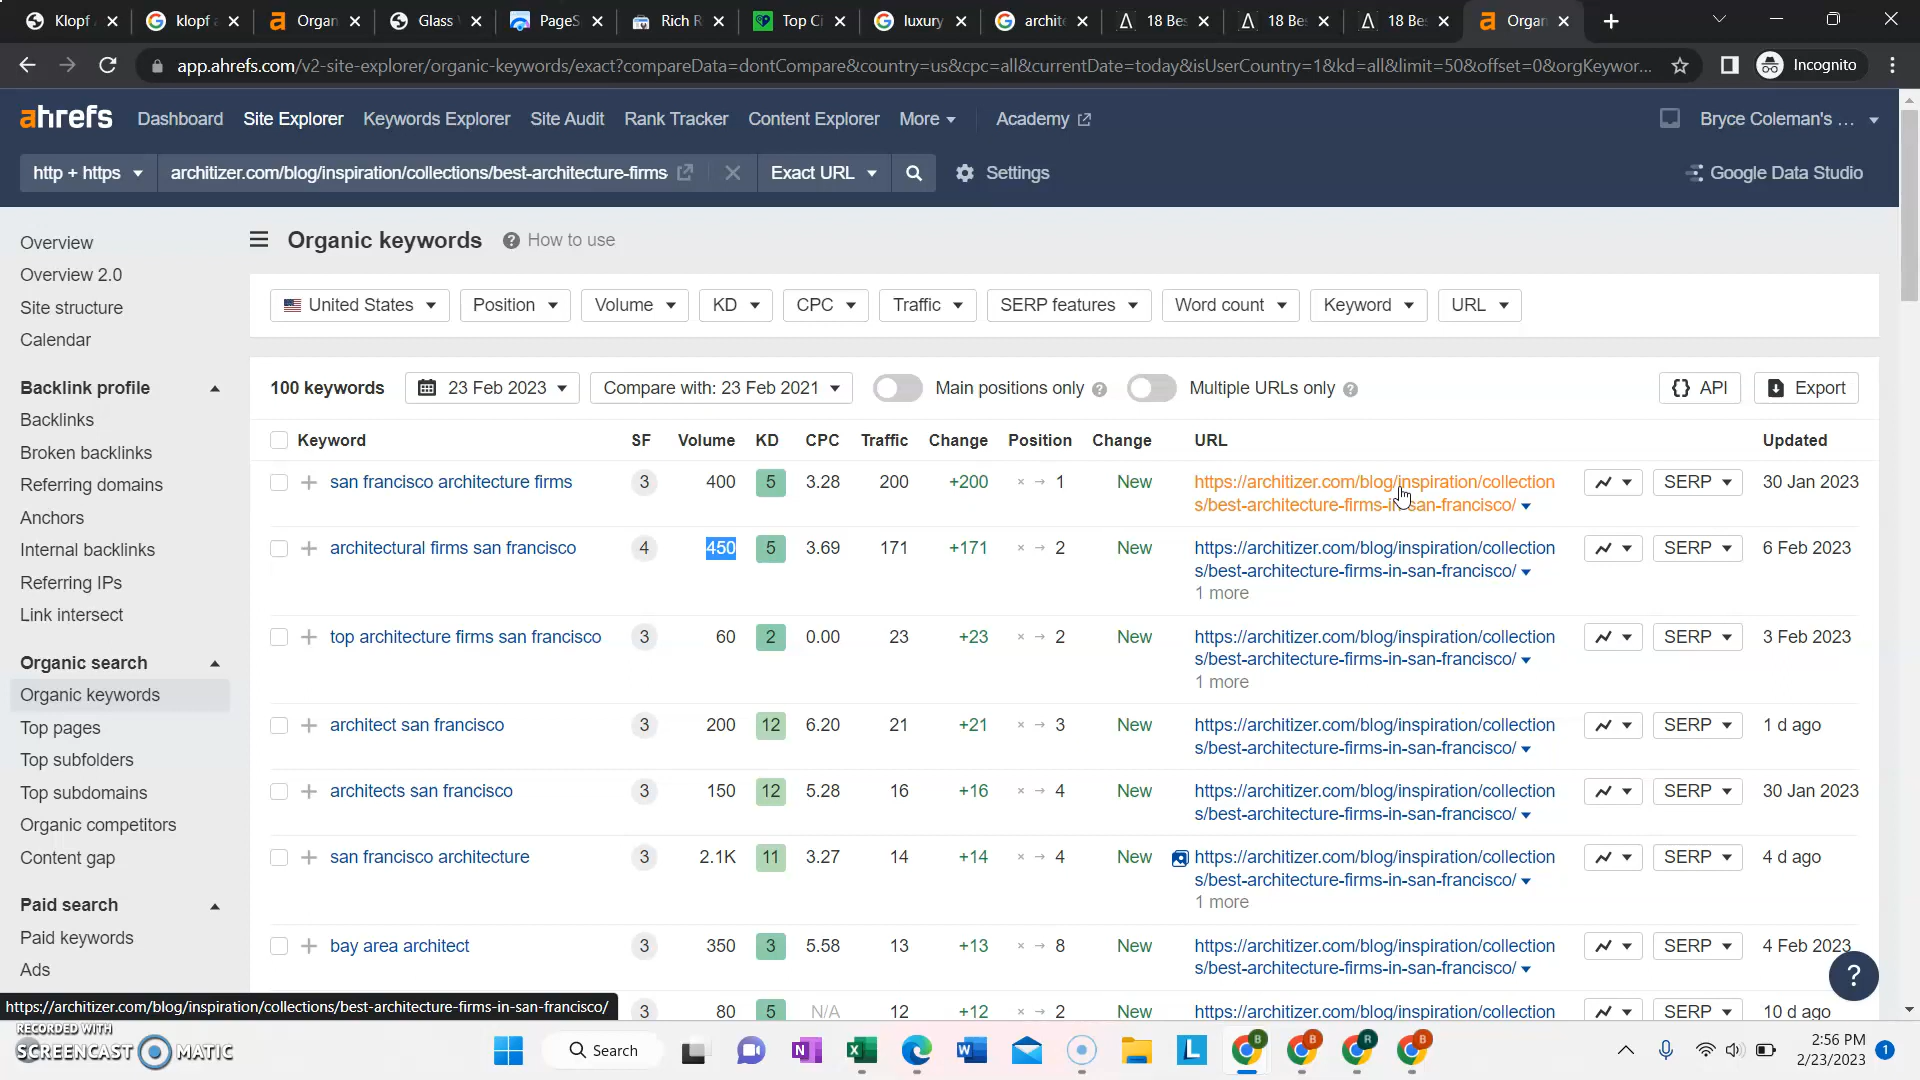 Klopf
klopf a
Organ
Glass
PageS
Rich R
Top Ci
luxury
archite
18 Bes
18 Bes
18 Bes
Organ
app.ahrefs.com/v2-site-explorer/organic-keywords/exact?compareData=dontCompare&country=us&cpc=all&currentDate=today&isUserCountry=1&kd=all&limit=50&offset=0&orgKeywor...
Incognito
ahrefs Dashboard Site Explorer Keywords Explorer Site Audit Rank Tracker Content Explorer More Academy Bryce Coleman's ...
http + https architizer.com/blog/inspiration/collections/best-architecture-firms Exact URL Settings Google Data Studio
Overview
Overview 2.0
Site structure
Calendar
Backlink profile
Backlinks
Broken backlinks
Referring domains
Anchors
Internal backlinks
Referring IPs
Link intersect
Organic search
Organic keywords
Top pages
Top subfolders
Top subdomains
Organic competitors
Content gap
Paid search
Paid keywords
Ads
Organic keywords ? How to use
United States Position Volume KD CPC Traffic SERP features Word count Keyword URL
100 keywords 23 Feb 2023 Compare with: 23 Feb 2021 Main positions only ? Multiple URLs only ? {} API Export
Keyword SF Volume KD CPC Traffic Change Position Change URL Updated
san francisco architecture firms 3 400 5 3.28 200 +200 × → 1 New https://architizer.com/blog/inspiration/collection SERP 30 Jan 2023
s/best-architecture-firms-in-san-francisco/
architectural firms san francisco 4 450 5 3.69 171 +171 × → 2 New https://architizer.com/blog/inspiration/collection SERP 6 Feb 2023
s/best-architecture-firms-in-san-francisco/
1 more
top architecture firms san francisco 3 60 2 0.00 23 +23 × → 2 New https://architizer.com/blog/inspiration/collection SERP 3 Feb 2023
s/best-architecture-firms-in-san-francisco/
1 more
architect san francisco 3 200 12 6.20 21 +21 × → 3 New https://architizer.com/blog/inspiration/collection SERP 1 d ago
s/best-architecture-firms-in-san-francisco/
architects san francisco 3 150 12 5.28 16 +16 × → 4 New https://architizer.com/blog/inspiration/collection SERP 30 Jan 2023
s/best-architecture-firms-in-san-francisco/
san francisco architecture 3 2.1K 11 3.27 14 +14 × → 4 New https://architizer.com/blog/inspiration/collection SERP 4 d ago
s/best-architecture-firms-in-san-francisco/
1 more
bay area architect 3 350 3 5.58 13 +13 × → 8 New https://architizer.com/blog/inspiration/collection SERP 4 Feb 2023
s/best-architecture-firms-in-san-francisco/
?
3 80 5 N/A 12 +12 × → 2 New https://architizer.com/blog/inspiration/collection SERP 10 d ago
https://architizer.com/blog/inspiration/collections/best-architecture-firms-in-san-francisco/
RECORDED WITH
SCREENCAST MATIC
Search
2:56 PM
2/23/2023
1